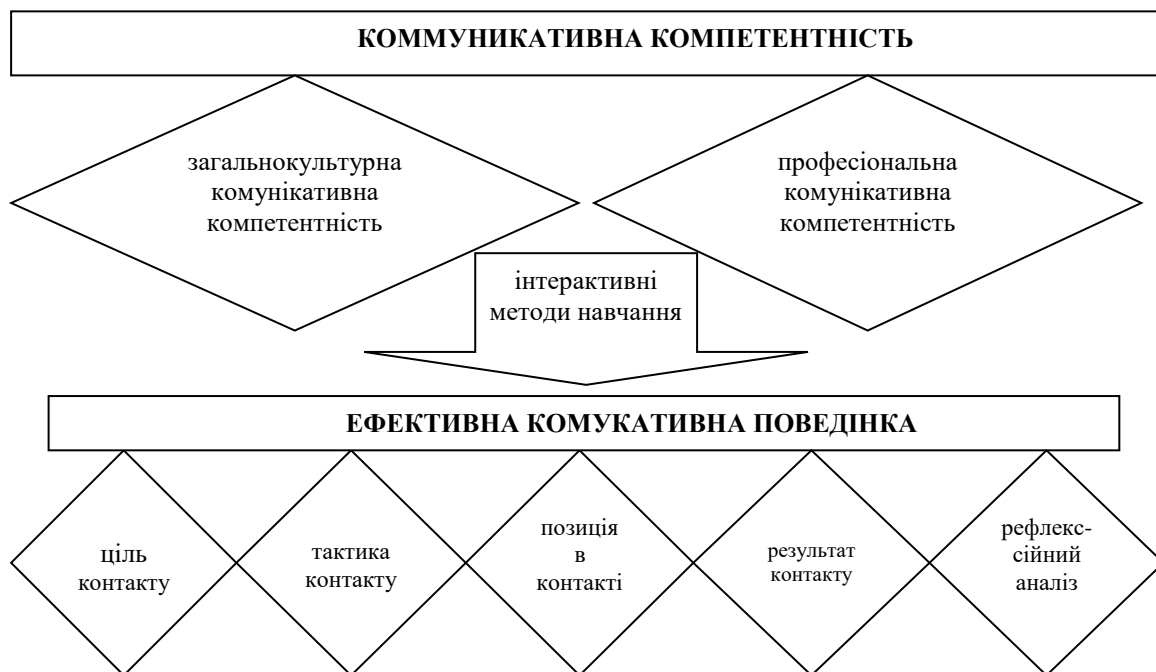 КОММУНИКАТИВНА КОМПЕТЕНТНІСТЬ
загальнокультурна
комунікативна
компетентність
професіональна
комунікативна
компетентність
інтерактивні
методи навчання
ЕФЕКТИВНА КОМУКАТИВНА ПОВЕДІНКА
ціль
контакту
тактика
контакту
позиція
в
контакті
результат
контакту
рефлекс-
сійний
аналіз